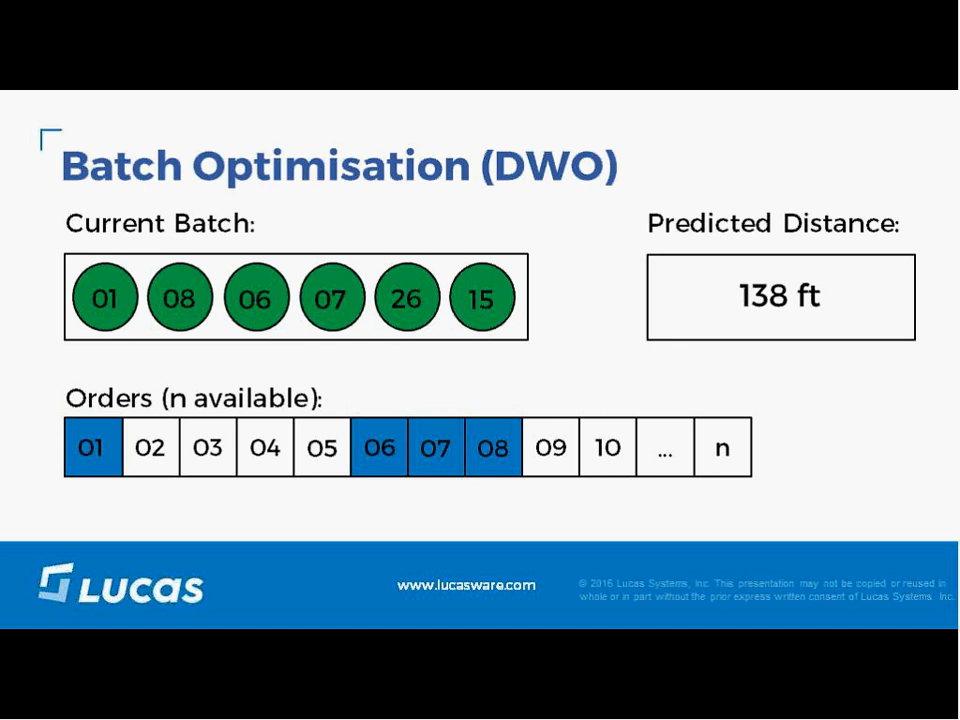 Batch Optimisation (DWO)
Current Batch:
Predicted Distance:
01 08 06 07 26 15
138 ft
Orders (n available):
01 02 03 04 05 06 07 08 09 10 ... n
LUCAS
www.lucasware.com
© 2016 Lucas Systems, Inc. This presentation may not be copied or reused in
whole or in part without the prior express written consent of Lucas Systems, Inc.